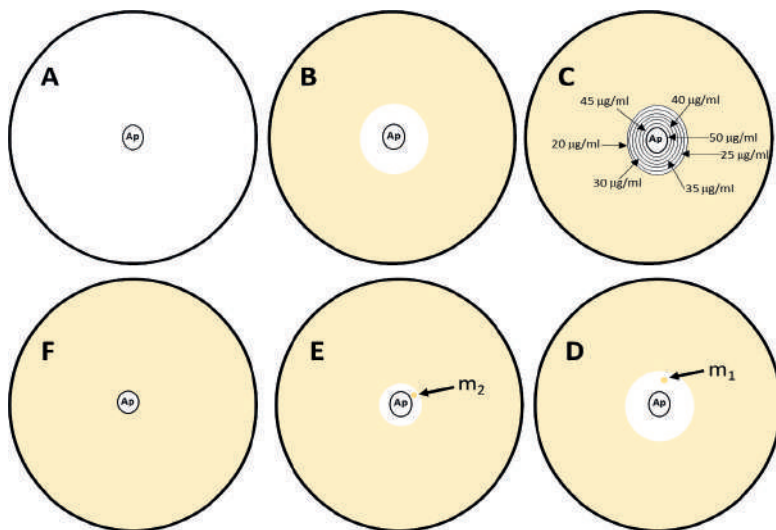 A
Ap
B
Ap
C
45 µg/ml
40 µg/ml
Ap
50 µg/ml
20 µg/ml
25 µg/ml
30 µg/ml
35 µg/ml
F
Ap
E
Ap
m₂
D
Ap
m₁